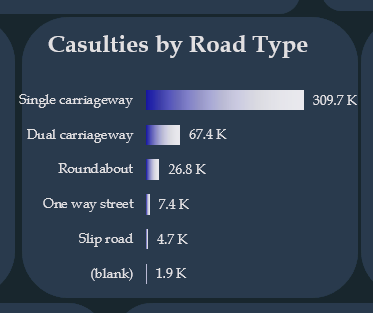 Casulties by Road Type
Single carriageway 309.7 K
Dual carriageway 67.4 K
Roundabout 26.8 K
One way street 7.4 K
Slip road 4.7 K
(blank) 1.9 K